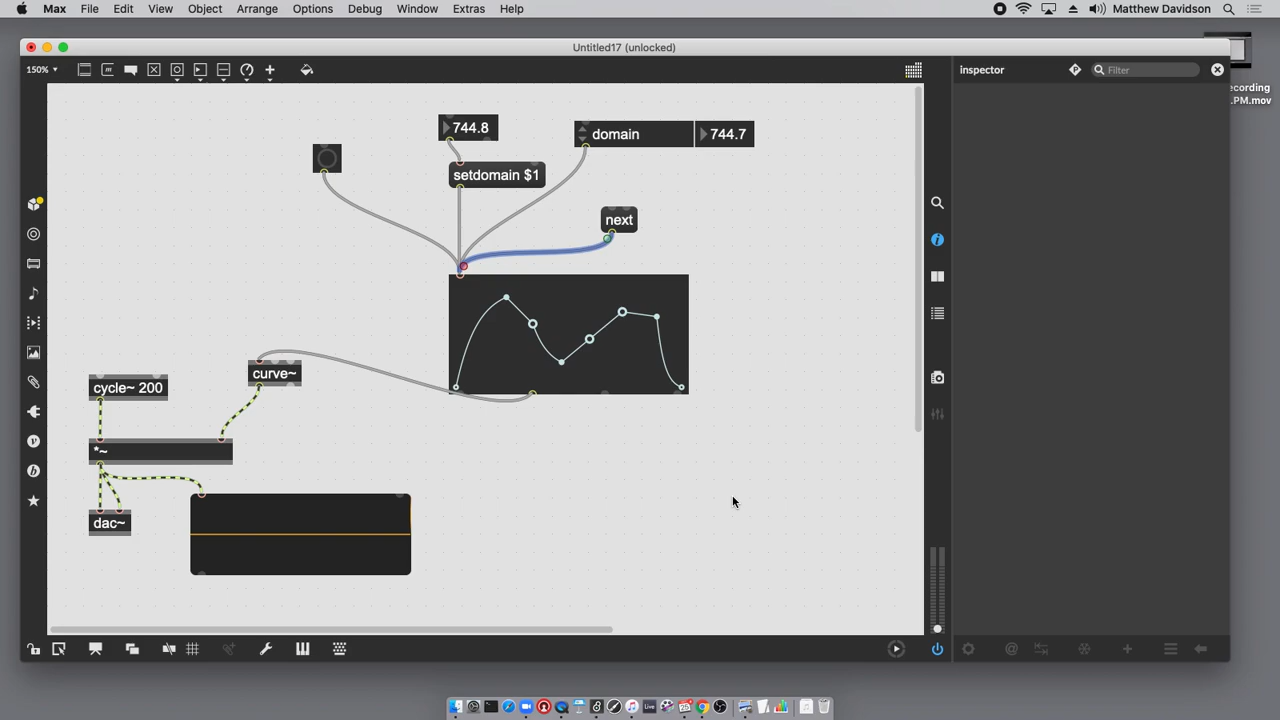 Max File Edit View Object Arrange Options Debug Window Extras Help Matthew Davidson
Untitled17 (unlocked)
150%
inspector
Filter
ecording
.PM.mov
744.8
domain
744.7
setdomain $1
next
curve~
cycle~ 200
*~
dac~
Live